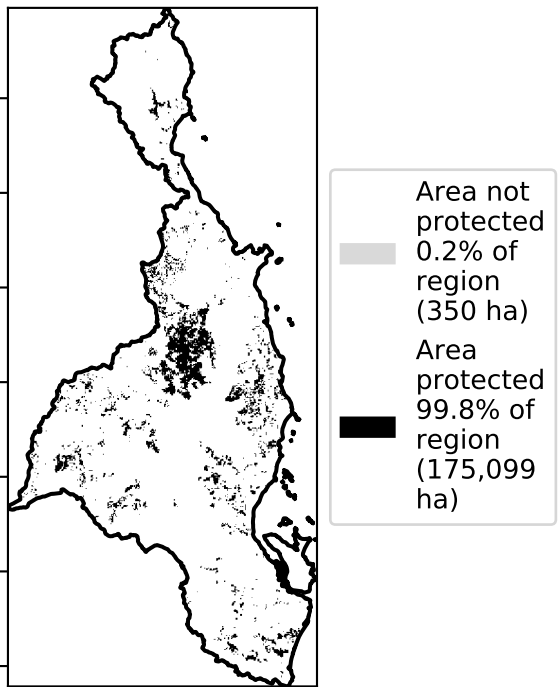 Area not
protected
0.2% of
region
(350 ha)
Area
protected
99.8% of
region
(175,099
ha)